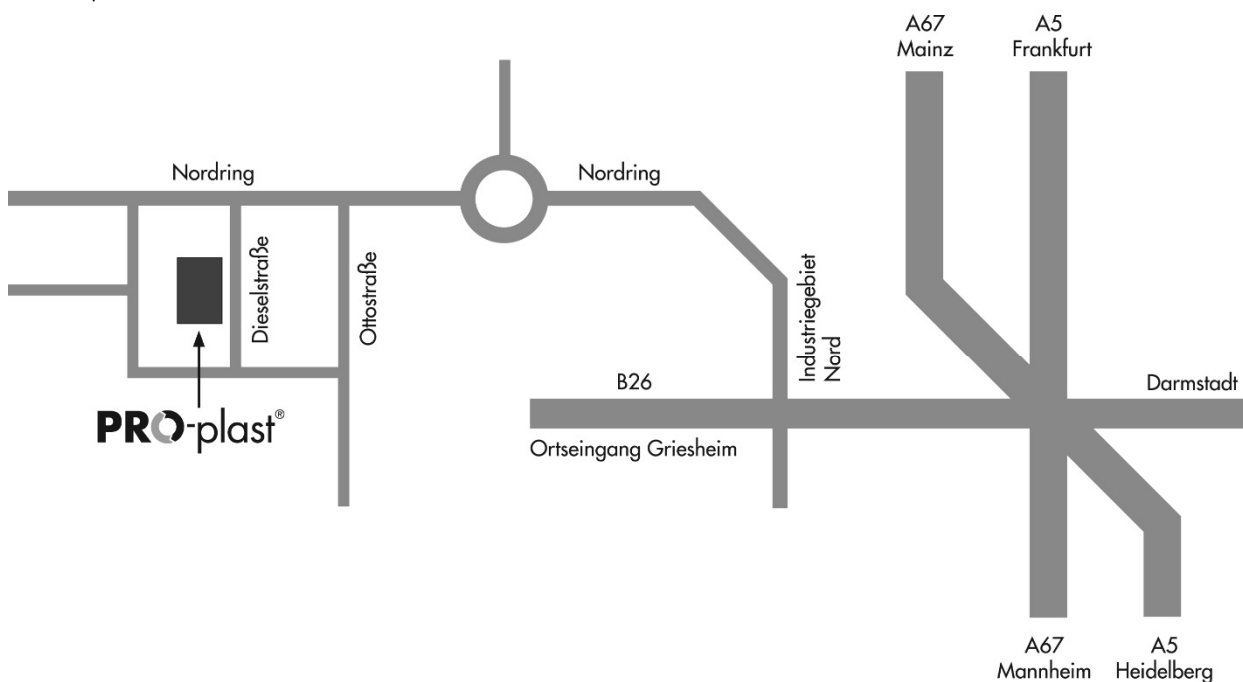 A67
Mainz
A5
Frankfurt
Nordring
Nordring
Dieselstraße
Ottostraße
Industriegebiet
Nord
B26
Darmstadt
Ortseingang Griesheim
PRO-plast®
A67
Mannheim
A5
Heidelberg